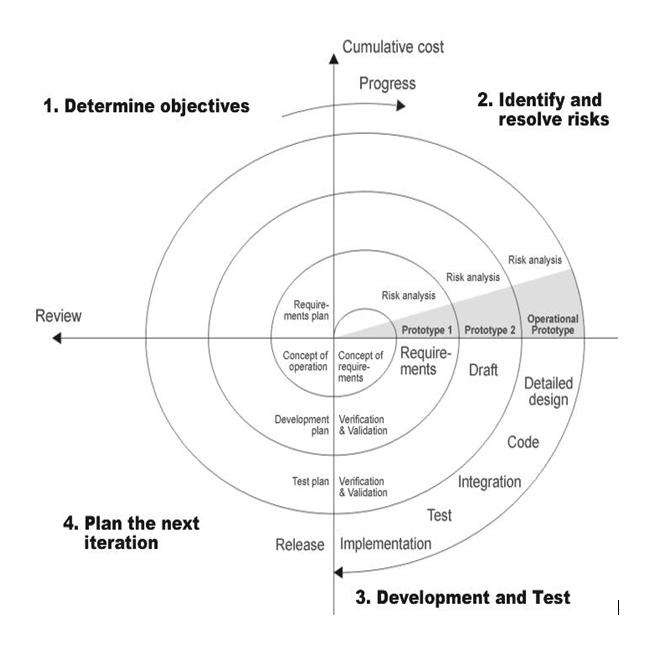 Cumulative cost
Progress
1. Determine objectives
2. Identify and
resolve risks
Risk analysis
Risk analysis
Risk analysis
Require-
ments plan
Review
Prototype 1
Prototype 2
Operational
Prototype
Concept of
operation
Concept of
require-
ments
Require-
ments
Draft
Detailed
design
Development
plan
Verification
& Validation
Code
Test plan
Verification
& Validation
Integration
Test
4. Plan the next
iteration
Release
Implementation
3. Development and Test